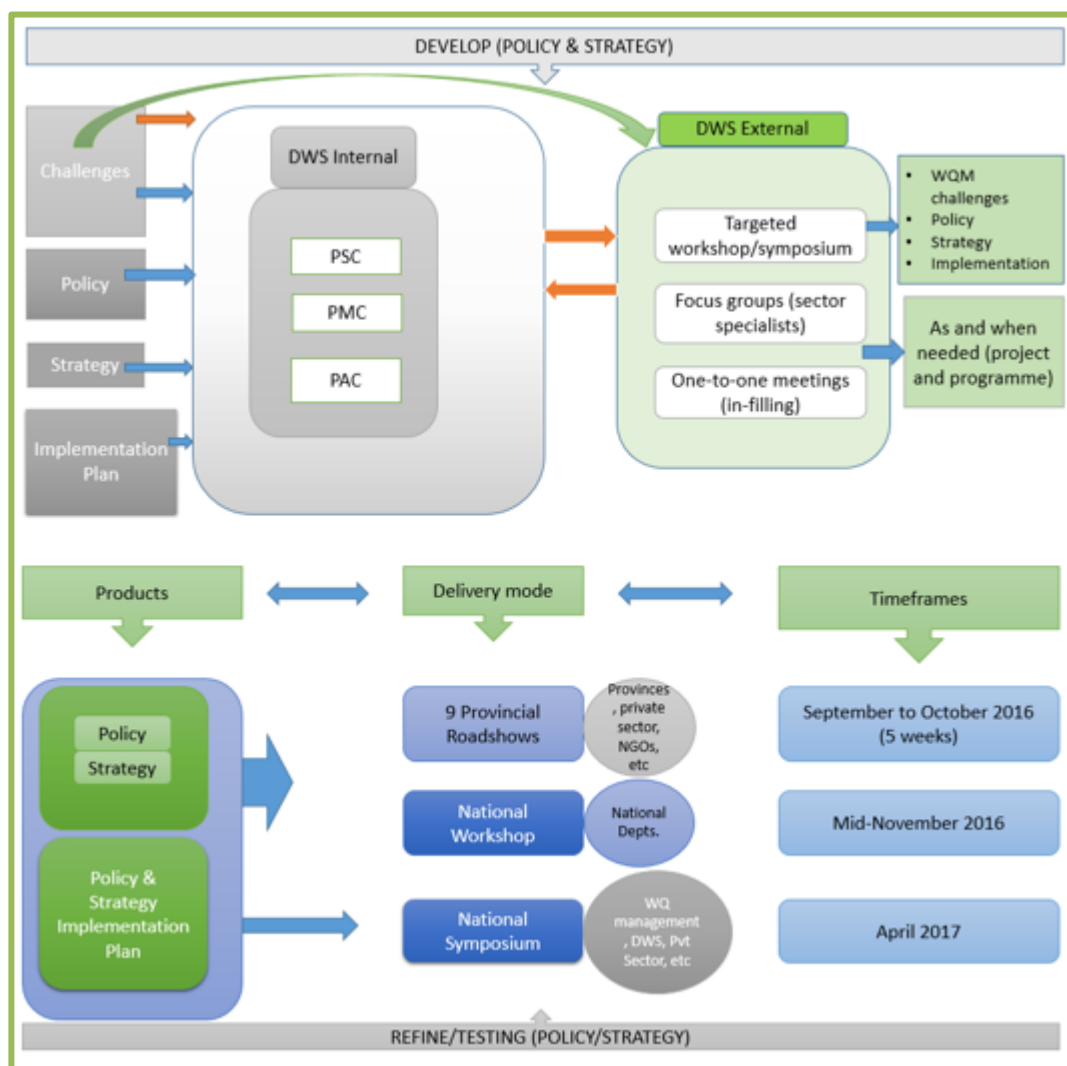 DEVELOP (POLICY & STRATEGY)
Challenges
Policy
Strategy
Implementation
Plan
DWS Internal
PSC
PMC
PAC
DWS External
Targeted
workshop/symposium
Focus groups (sector
specialists)
One-to-one meetings
(in-filling)
• WQM
challenges
• Policy
• Strategy
• Implementation
As and when
needed (project
and programme)
Products
Delivery mode
Timeframes
Policy
Strategy
Policy &
Strategy
Implementation
Plan
9 Provincial
Roadshows
Provinces
, private
sector,
NGOs,
etc
September to October 2016
(5 weeks)
National
Workshop
National
Depts.
Mid-November 2016
National
Symposium
WQ
management
, DWS, Pvt
Sector, etc
April 2017
REFINE/TESTING (POLICY/STRATEGY)